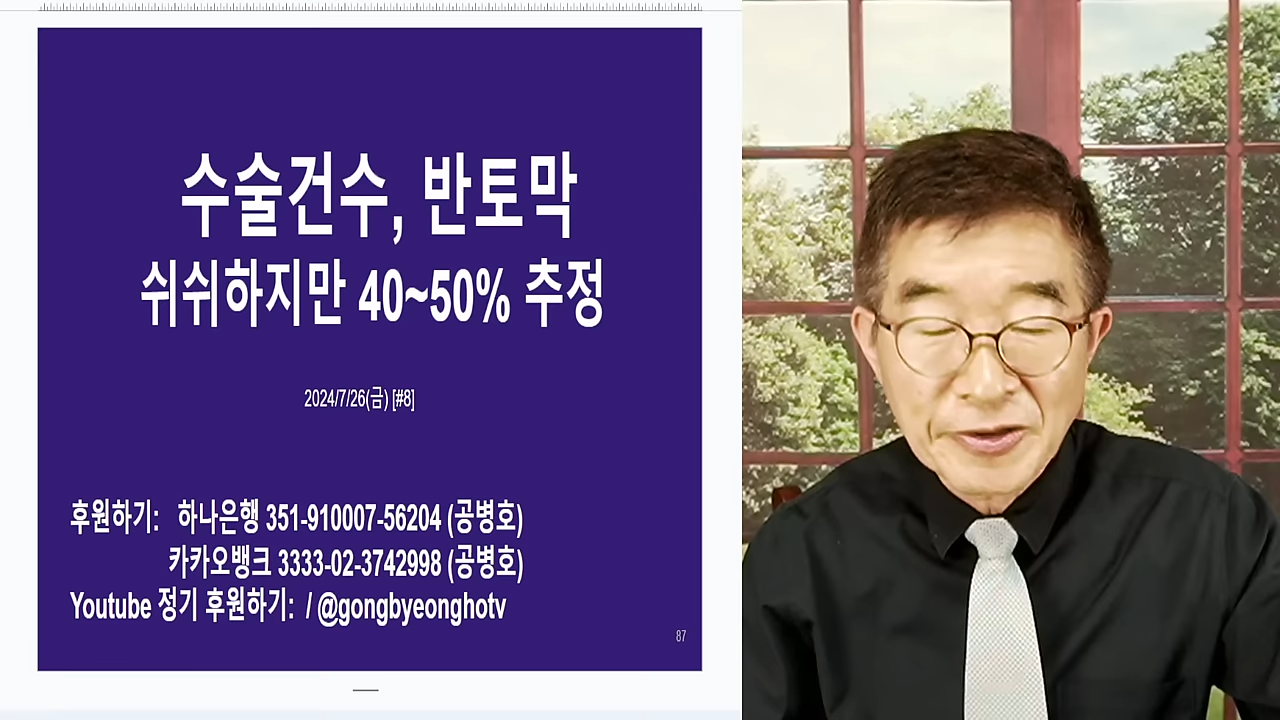 수술건수, 반토막
쉬쉬하지만 40~50% 추정
2024/7/26(금) [#8]
후원하기: 하나은행 351-910007-56204 (공병호)
카카오뱅크 3333-02-3742998 (공병호)
Youtube 정기 후원하기: / @gongbyeonghotv
87